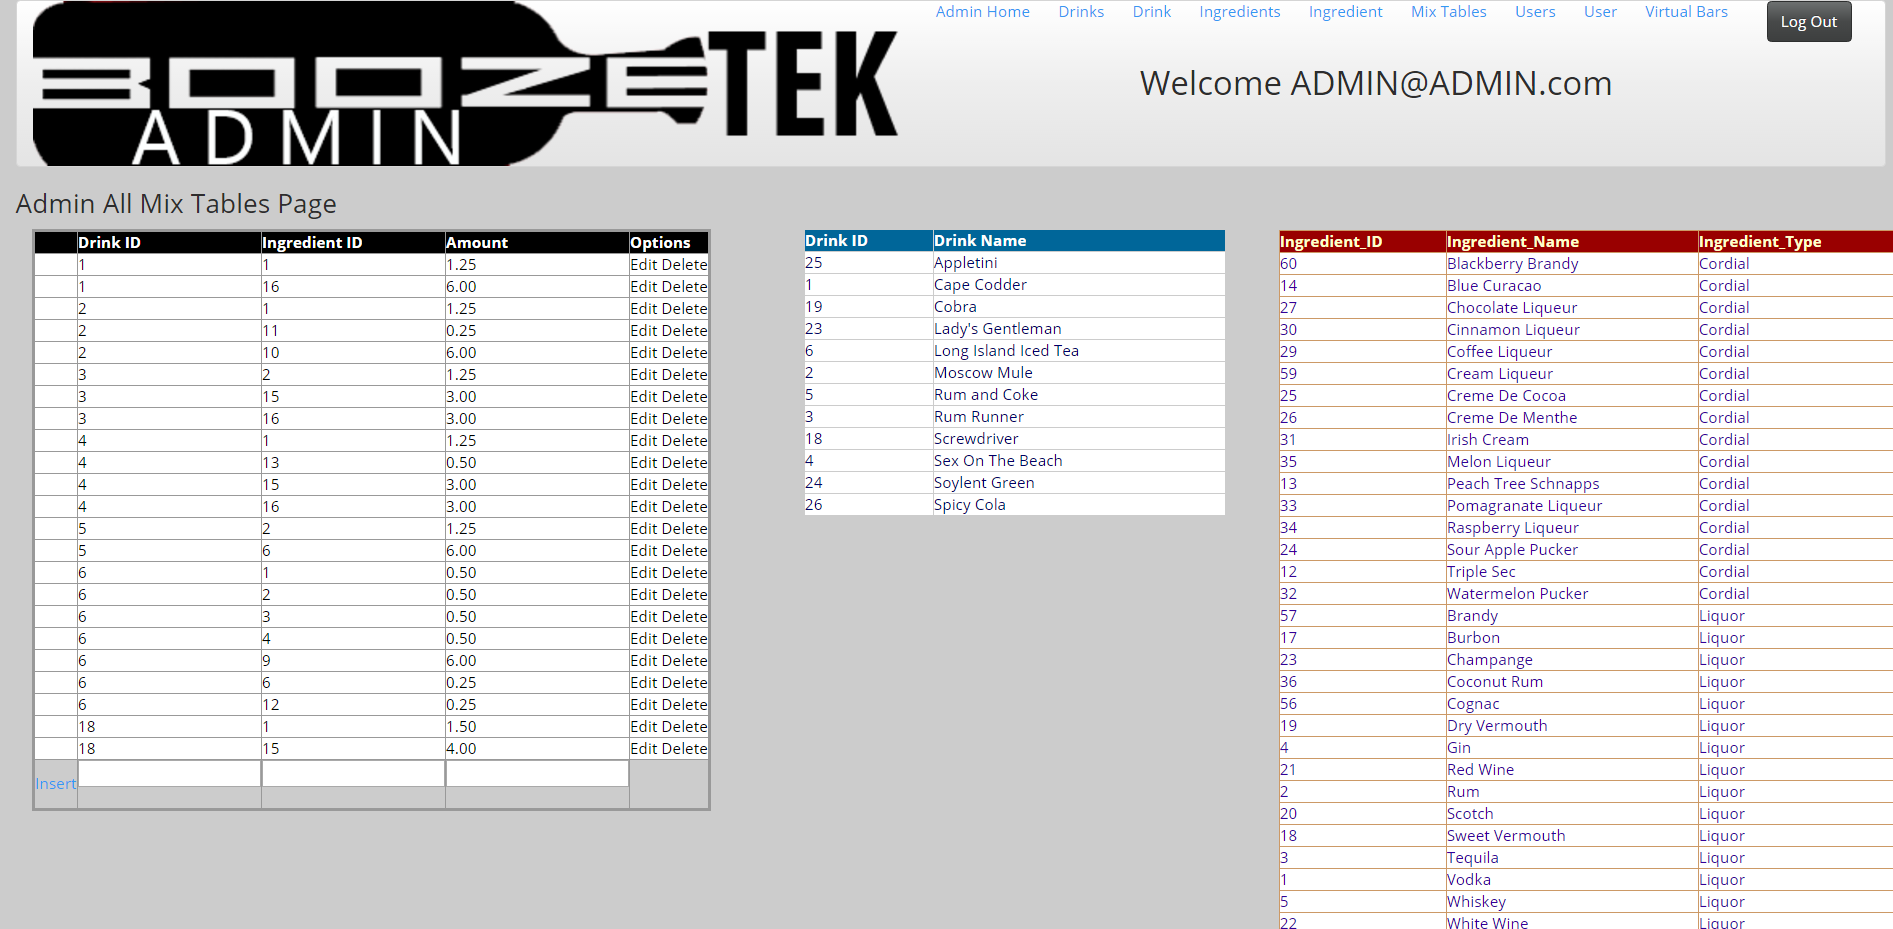 Admin Home Drinks Drink Ingredients Ingredient Mix Tables Users User Virtual Bars Log Out
BOOZETEK
ADMIN
Welcome ADMIN@ADMIN.com
Admin All Mix Tables Page
Drink ID Ingredient ID Amount Options
1 1 1.25 Edit Delete
1 16 6.00 Edit Delete
2 1 1.25 Edit Delete
2 11 0.25 Edit Delete
2 10 6.00 Edit Delete
3 2 1.25 Edit Delete
3 15 3.00 Edit Delete
3 16 3.00 Edit Delete
4 1 1.25 Edit Delete
4 13 0.50 Edit Delete
4 15 3.00 Edit Delete
4 16 3.00 Edit Delete
5 2 1.25 Edit Delete
5 6 6.00 Edit Delete
6 1 0.50 Edit Delete
6 2 0.50 Edit Delete
6 3 0.50 Edit Delete
6 4 0.50 Edit Delete
6 9 6.00 Edit Delete
6 6 0.25 Edit Delete
6 12 0.25 Edit Delete
18 1 1.50 Edit Delete
18 15 4.00 Edit Delete
Insert
Drink ID Drink Name
25 Appletini
1 Cape Codder
19 Cobra
23 Lady's Gentleman
6 Long Island Iced Tea
2 Moscow Mule
5 Rum and Coke
3 Rum Runner
18 Screwdriver
4 Sex On The Beach
24 Soylent Green
26 Spicy Cola
Ingredient_ID Ingredient_Name Ingredient_Type
60 Blackberry Brandy Cordial
14 Blue Curacao Cordial
27 Chocolate Liqueur Cordial
30 Cinnamon Liqueur Cordial
29 Coffee Liqueur Cordial
59 Cream Liqueur Cordial
25 Creme De Cocoa Cordial
26 Creme De Menthe Cordial
31 Irish Cream Cordial
35 Melon Liqueur Cordial
13 Peach Tree Schnapps Cordial
33 Pomagranate Liqueur Cordial
34 Raspberry Liqueur Cordial
24 Sour Apple Pucker Cordial
12 Triple Sec Cordial
32 Watermelon Pucker Cordial
57 Brandy Liquor
17 Burbon Liquor
23 Champange Liquor
36 Coconut Rum Liquor
56 Cognac Liquor
19 Dry Vermouth Liquor
4 Gin Liquor
21 Red Wine Liquor
2 Rum Liquor
20 Scotch Liquor
18 Sweet Vermouth Liquor
3 Tequila Liquor
1 Vodka Liquor
5 Whiskey Liquor
22 White Wine Liquor